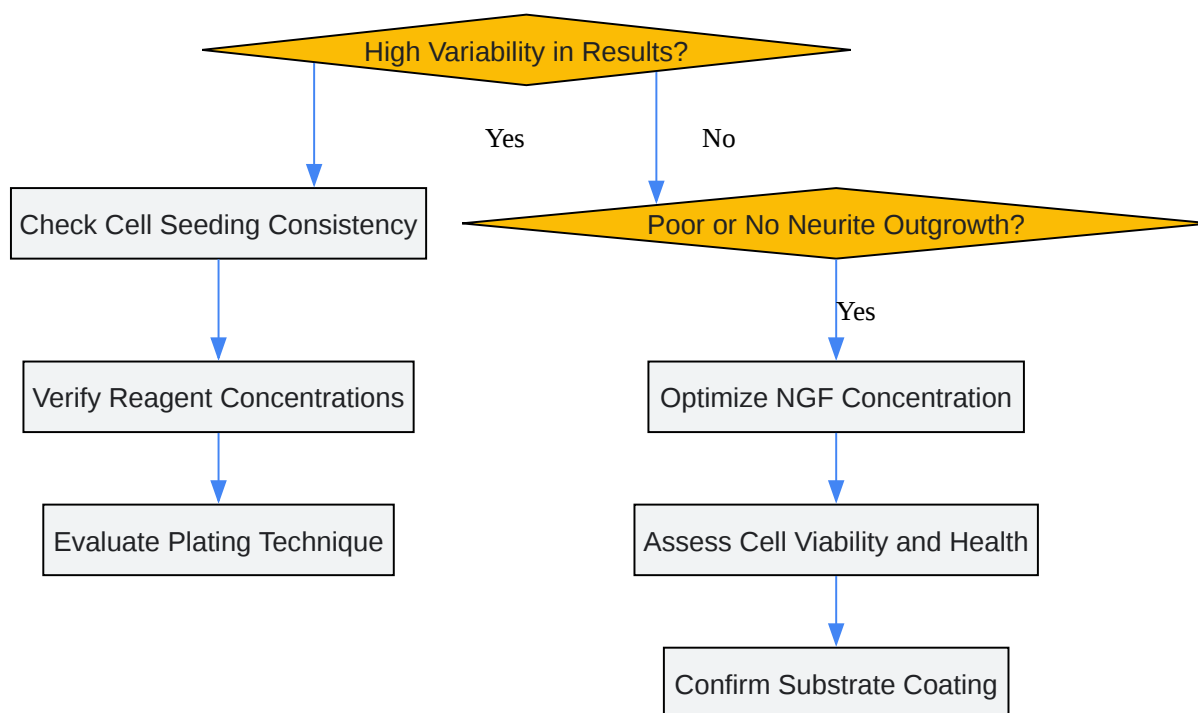 High Variability in Results?
Yes
No
Check Cell Seeding Consistency
Poor or No Neurite Outgrowth?
Yes
Verify Reagent Concentrations
Optimize NGF Concentration
Evaluate Plating Technique
Assess Cell Viability and Health
Confirm Substrate Coating